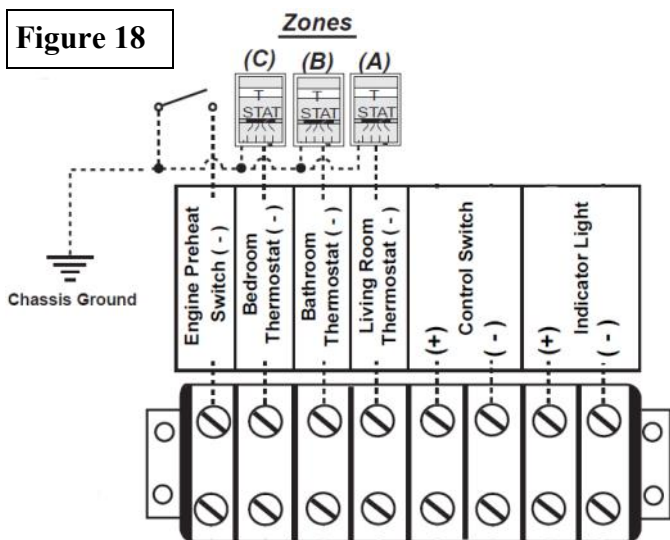 Figure 18
Zones
(C) (B) (A)
T T T
STAT STAT STAT
Chassis Ground
Engine Preheat
Switch ( - )
Bedroom
Thermostat ( - )
Bathroom
Thermostat ( - )
Living Room
Thermostat ( - )
Control Switch
(+) ( - )
Indicator Light
(+) ( - )